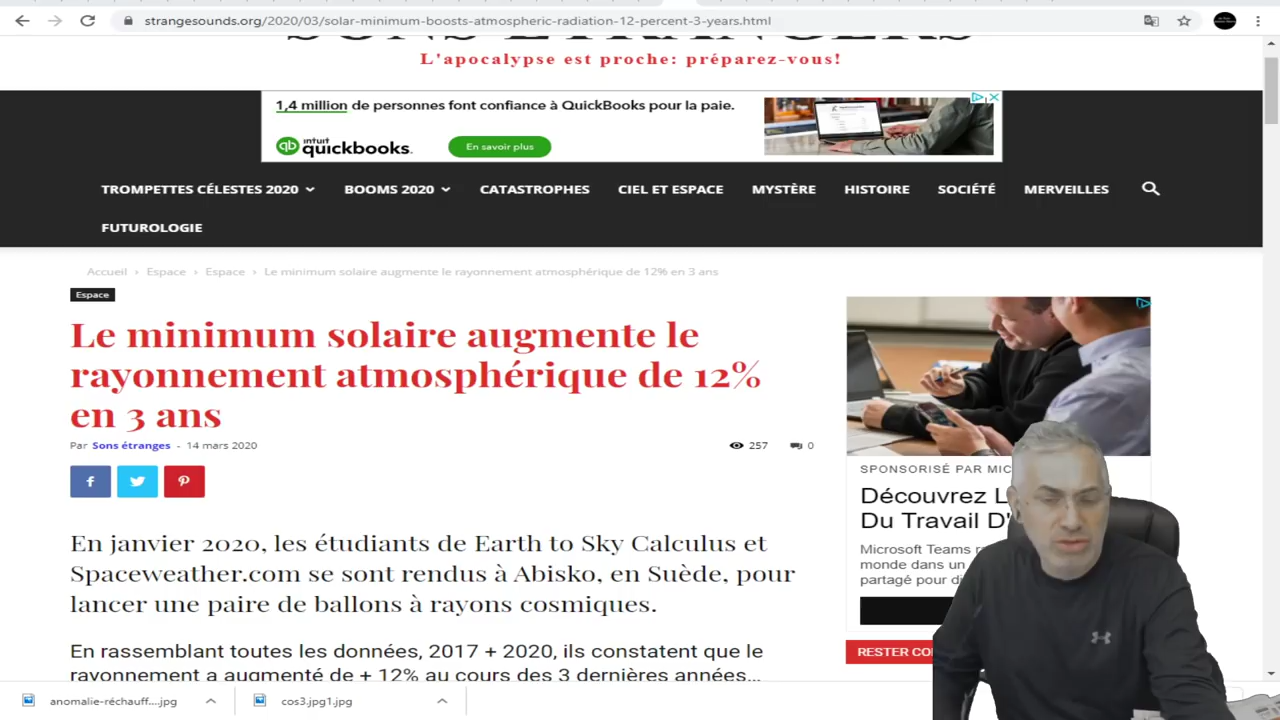 strangesounds.org/2020/03/solar-minimum-boosts-atmospheric-radiation-12-percent-3-years.html
SONS ÉTRANGERS
L'apocalypse est proche: préparez-vous!
1,4 million de personnes font confiance à QuickBooks pour la paie.
intuit
quickbooks.
En savoir plus
TROMPETTES CÉLESTES 2020
BOOMS 2020
CATASTROPHES
CIEL ET ESPACE
MYSTÈRE
HISTOIRE
SOCIÉTÉ
MERVEILLES
FUTUROLOGIE
Accueil › Espace › Espace › Le minimum solaire augmente le rayonnement atmosphérique de 12% en 3 ans
Espace
Le minimum solaire augmente le
rayonnement atmosphérique de 12%
en 3 ans
Par Sons étranges - 14 mars 2020
257
0
En janvier 2020, les étudiants de Earth to Sky Calculus et
Spaceweather.com se sont rendus à Abisko, en Suède, pour
lancer une paire de ballons à rayons cosmiques.
En rassemblant toutes les données, 2017 + 2020, ils constatent que le
rayonnement a augmenté de + 12% au cours des 3 dernières années...
SPONSORISÉ PAR MIC
Découvrez L
Du Travail D'
Microsoft Teams r
monde dans un
partagé pour di
RESTER CO
anomalie-réchauff....jpg
cos3.jpg1.jpg